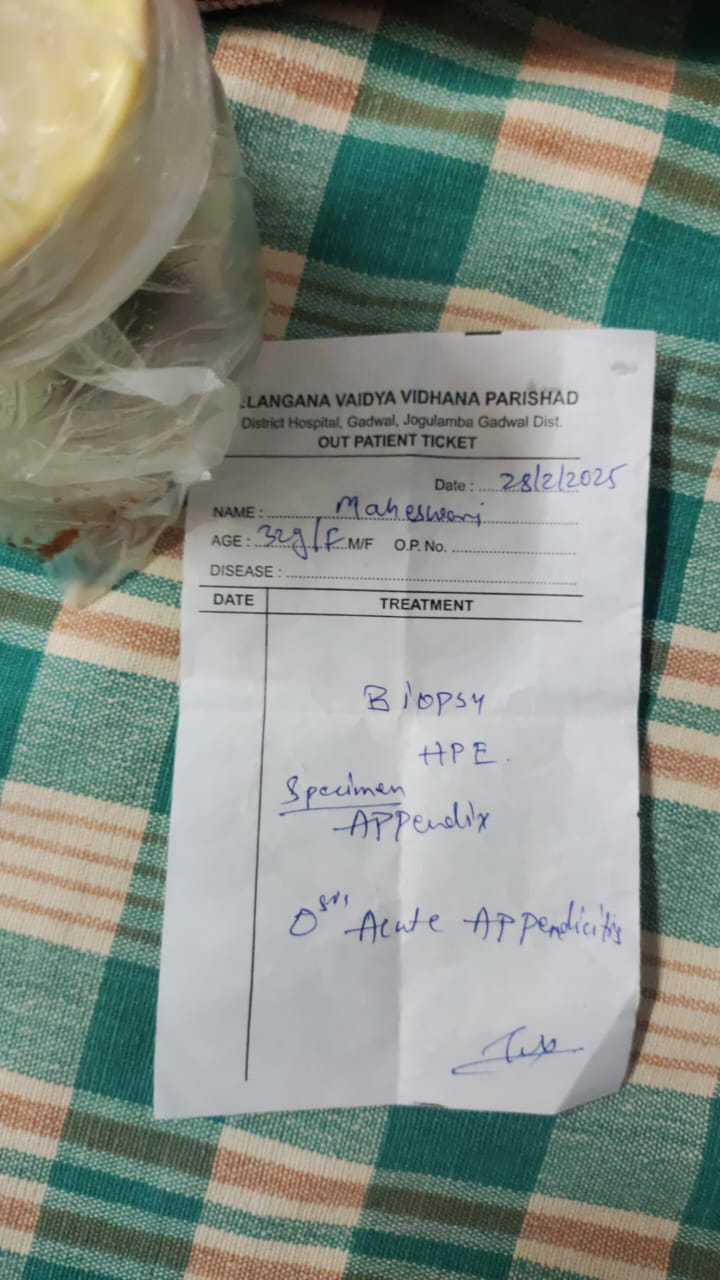 ELANGANA VAIDYA VIDHANA PARISHAD
District Hospital, Gadwal, Jogulamba Gadwal Dist.
OUT PATIENT TICKET
Date : 28/2/2025
NAME : Maheswari
AGE : 32y/F M/F O.P. No.
DISEASE :
DATE TREATMENT
Biopsy
HPE.
Specimen
Appendix
Acute Appendicitis